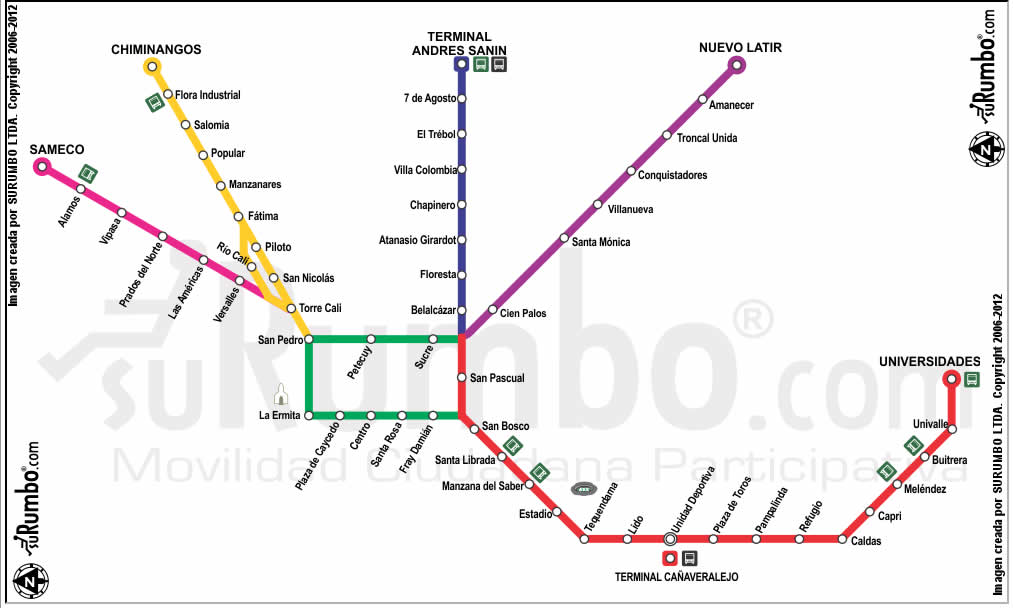 Imagen creada por SURUMBO LTDA. Copyright 2006-2012
suRumbo®.com
N
CHIMINANGOS
Flora Industrial
Salomia
Popular
Manzanares
Fátima
Piloto
Río Cali
San Nicolás
Torre Cali
SAMECO
Alamos
Vipasa
Prados del Norte
Las Américas
Versalles
TERMINAL
ANDRES SANIN
7 de Agosto
El Trébol
Villa Colombia
Chapinero
Atanasio Girardot
Floresta
Belalcázar
NUEVO LATIR
Amanecer
Troncal Unida
Conquistadores
Villanueva
Santa Mónica
Cien Palos
San Pedro
Petecuy
Sucre
San Pascual
La Ermita
Plaza de Caycedo
Centro
Santa Rosa
Fray Damián
San Bosco
Santa Librada
Manzana del Saber
Estadio
Tequendama
Lido
Unidad Deportiva
Plaza de Toros
Pampalinda
Refugio
Caldas
Capri
Meléndez
Buitrera
Univalle
UNIVERSIDADES
TERMINAL CAÑAVERALEJO
suRumbo®.com
Movilidad Ciudadana Participativa
suRumbo®.com
N
Imagen creada por SURUMBO LTDA. Copyright 2006-2012